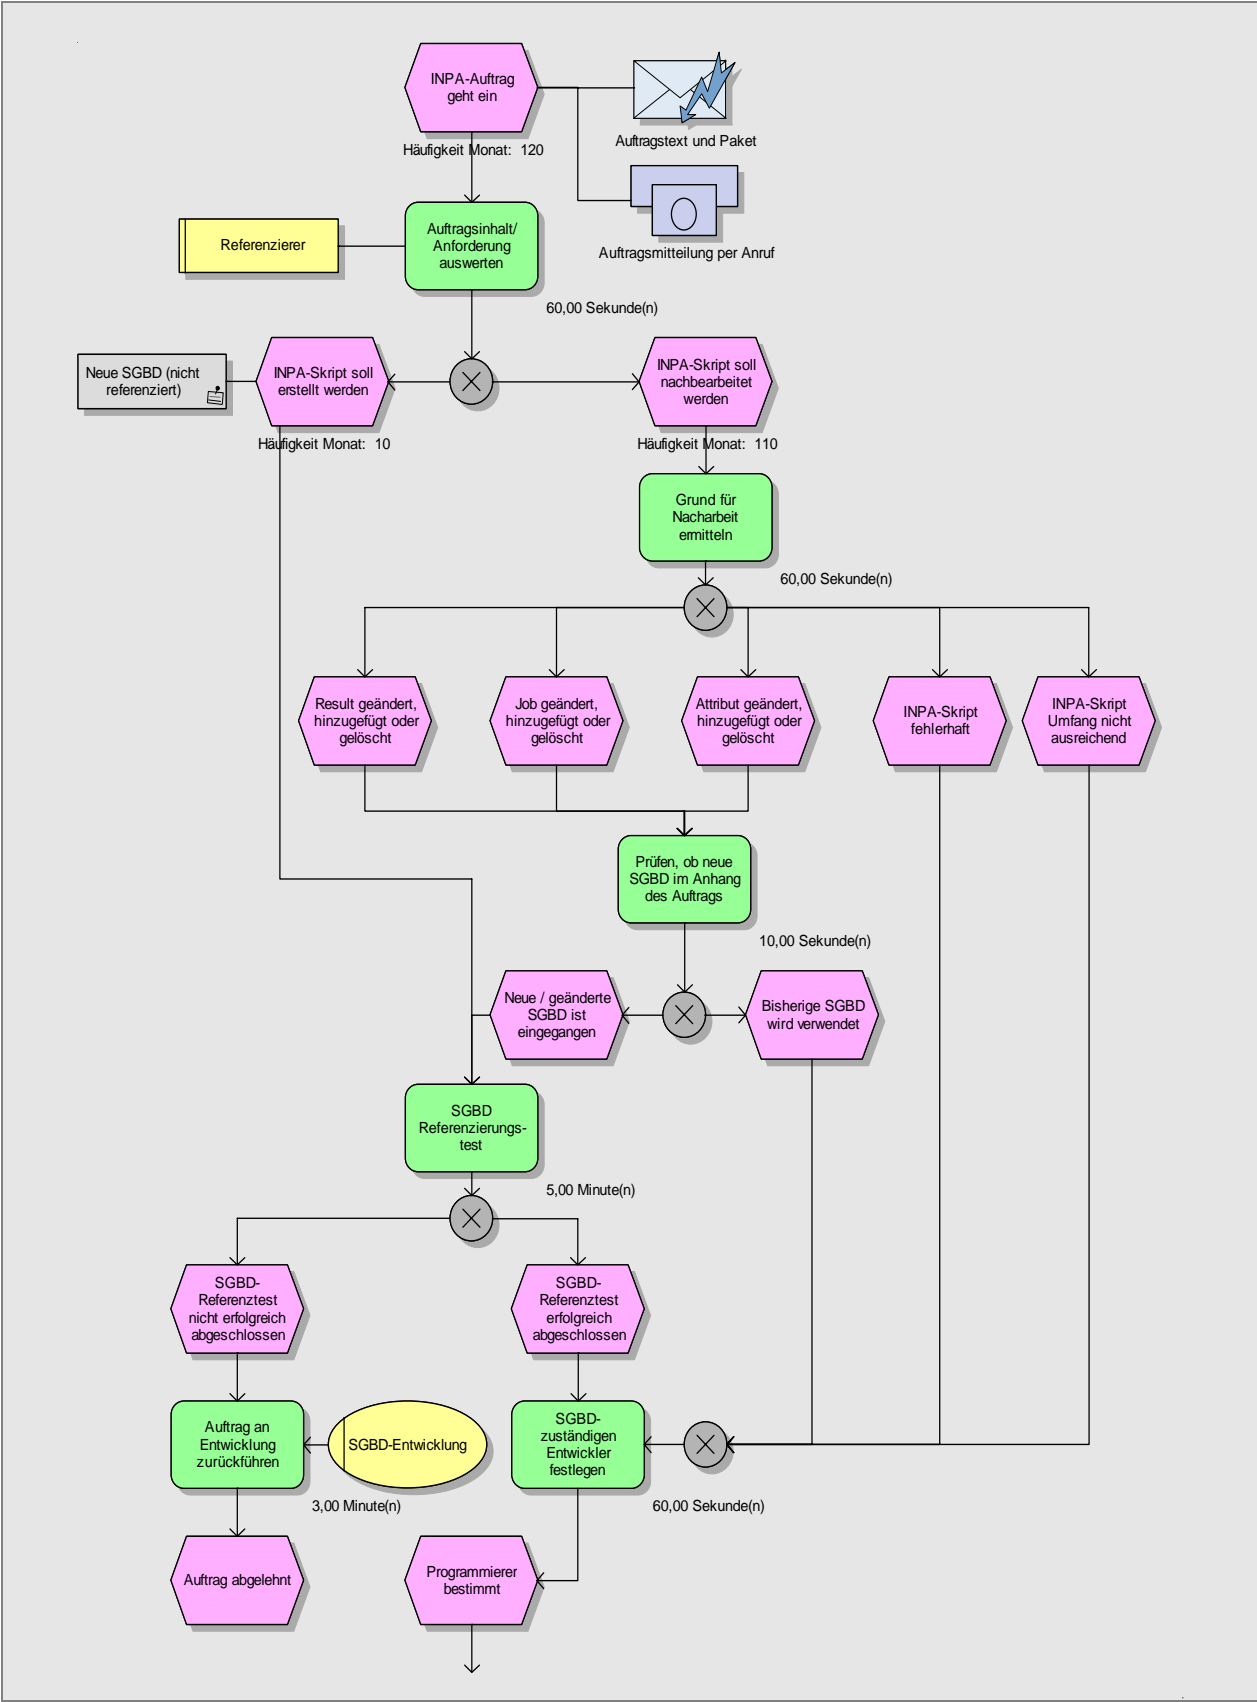 INPA-Auftrag
geht ein
Auftragstext und Paket
Häufigkeit Monat:  120
Auftragsmitteilung per Anruf
Referenzierer
Auftragsinhalt/
Anforderung
auswerten
60,00 Sekunde(n)
Neue SGBD (nicht
referenziert)
INPA-Skript soll
erstellt werden
INPA-Skript soll
nachbearbeitet
werden
Häufigkeit Monat:  10
Häufigkeit Monat:  110
Grund für
Nacharbeit
ermitteln
60,00 Sekunde(n)
Result geändert,
hinzugefügt oder
gelöscht
Job geändert,
hinzugefügt oder
gelöscht
Attribut geändert,
hinzugefügt oder
gelöscht
INPA-Skript
fehlerhaft
INPA-Skript
Umfang nicht
ausreichend
Prüfen, ob neue
SGBD im Anhang
des Auftrags
10,00 Sekunde(n)
Neue / geänderte
SGBD ist
eingegangen
Bisherige SGBD
wird verwendet
SGBD
Referenzierungs-
test
5,00 Minute(n)
SGBD-
Referenztest
nicht erfolgreich
abgeschlossen
SGBD-
Referenztest
erfolgreich
abgeschlossen
Auftrag an
Entwicklung
zurückführen
SGBD-Entwicklung
SGBD-
zuständigen
Entwickler
festlegen
3,00 Minute(n)
60,00 Sekunde(n)
Auftrag abgelehnt
Programmierer
bestimmt